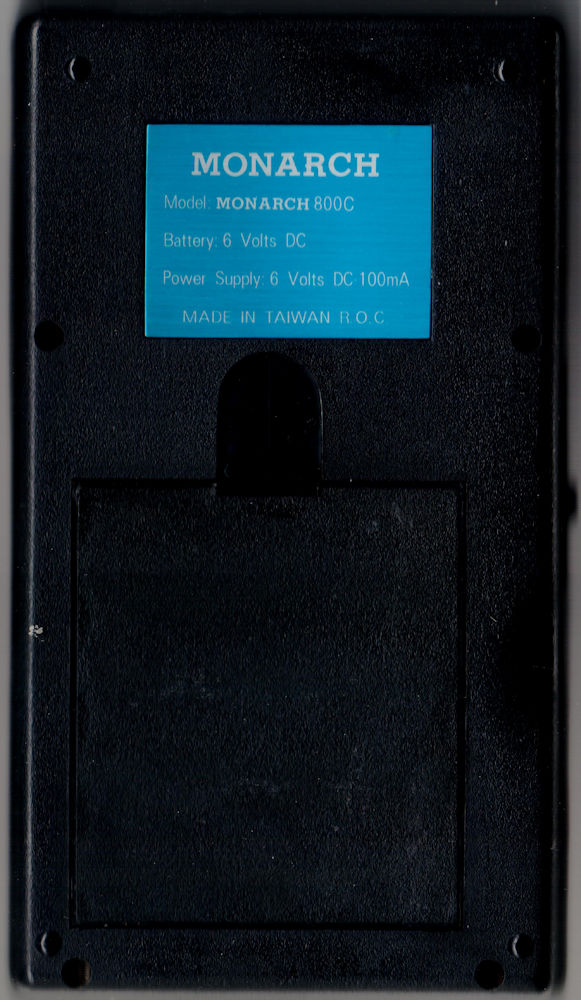 MONARCH
Model: MONARCH 800C
Battery: 6 Volts DC
Power Supply: 6 Volts DC-100mA
MADE IN TAIWAN R.O.C.